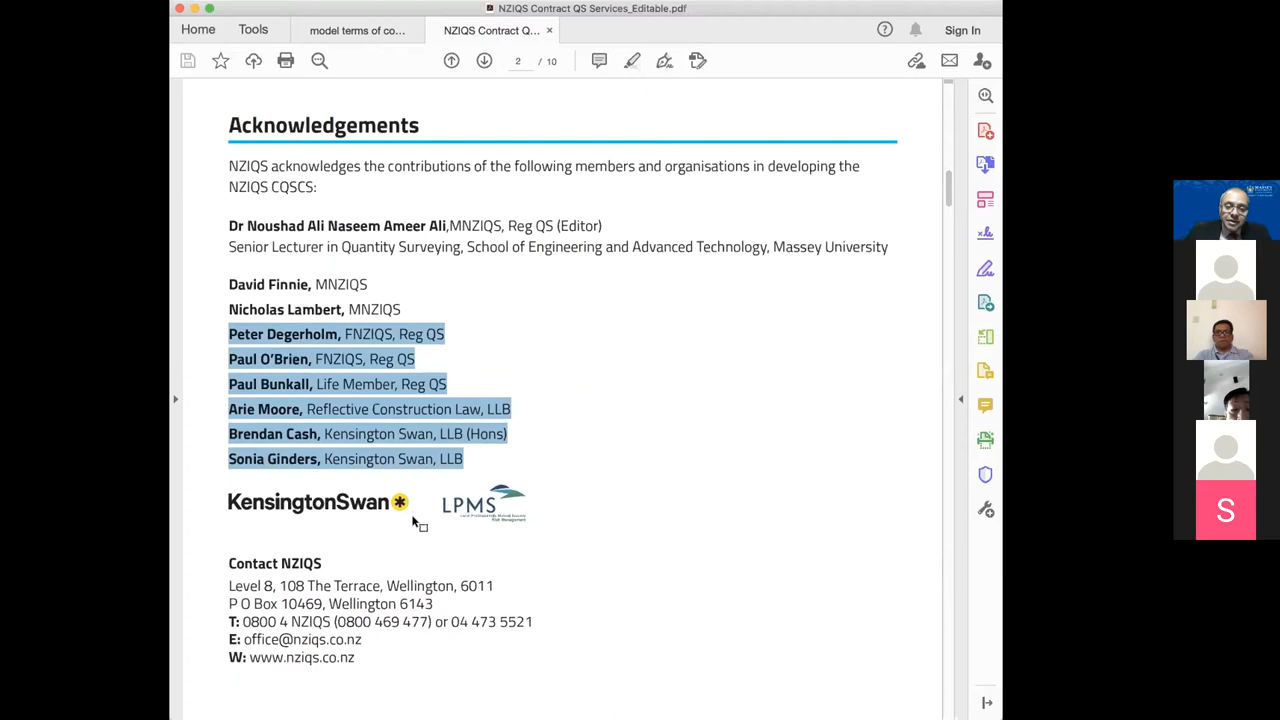 NZIQS Contract QS Services_Editable.pdf
Home Tools model terms of co... NZIQS Contract Q... × Sign In
2 / 10
Acknowledgements
NZIQS acknowledges the contributions of the following members and organisations in developing the
NZIQS CQSCS:
Dr Noushad Ali Naseem Ameer Ali,MNZIQS, Reg QS (Editor)
Senior Lecturer in Quantity Surveying, School of Engineering and Advanced Technology, Massey University
David Finnie, MNZIQS
Nicholas Lambert, MNZIQS
Peter Degerholm, FNZIQS, Reg QS
Paul O’Brien, FNZIQS, Reg QS
Paul Bunkall, Life Member, Reg QS
Arie Moore, Reflective Construction Law, LLB
Brendan Cash, Kensington Swan, LLB (Hons)
Sonia Ginders, Kensington Swan, LLB
KensingtonSwan* LPMS
Contact NZIQS
Level 8, 108 The Terrace, Wellington, 6011
P O Box 10469, Wellington 6143
T: 0800 4 NZIQS (0800 469 477) or 04 473 5521
E: office@nziqs.co.nz
W: www.nziqs.co.nz
MASSEY
S